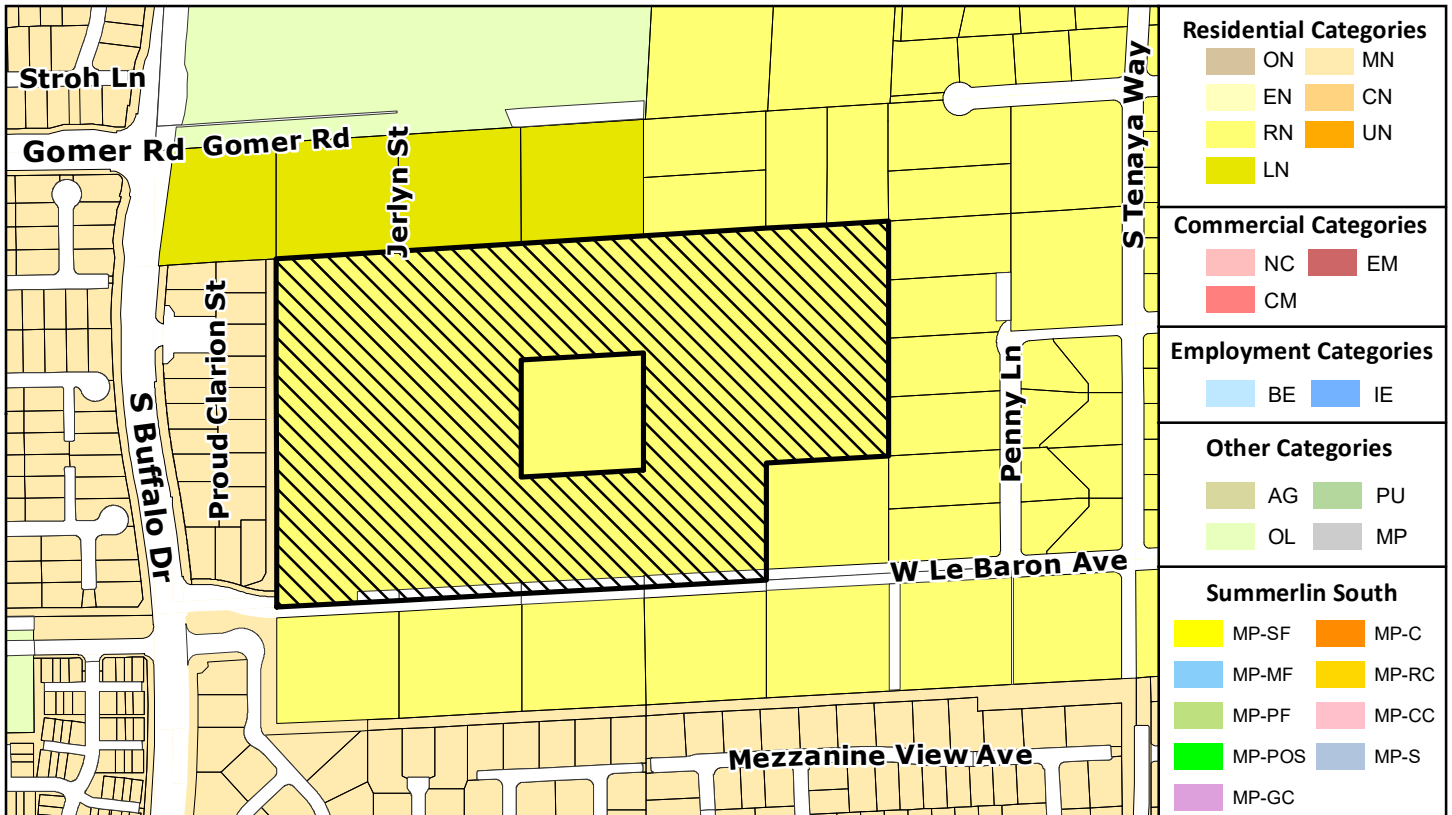 Stroh Ln
Gomer Rd
Gomer Rd
Jerlyn St
S Tenaya Way
Proud Clarion St
S Buffalo Dr
Penny Ln
W Le Baron Ave
Mezzanine View Ave
Residential Categories
ON MN
EN CN
RN UN
LN
Commercial Categories
NC EM
CM
Employment Categories
BE IE
Other Categories
AG PU
OL MP
Summerlin South
MP-SF MP-C
MP-MF MP-RC
MP-PF MP-CC
MP-POS MP-S
MP-GC